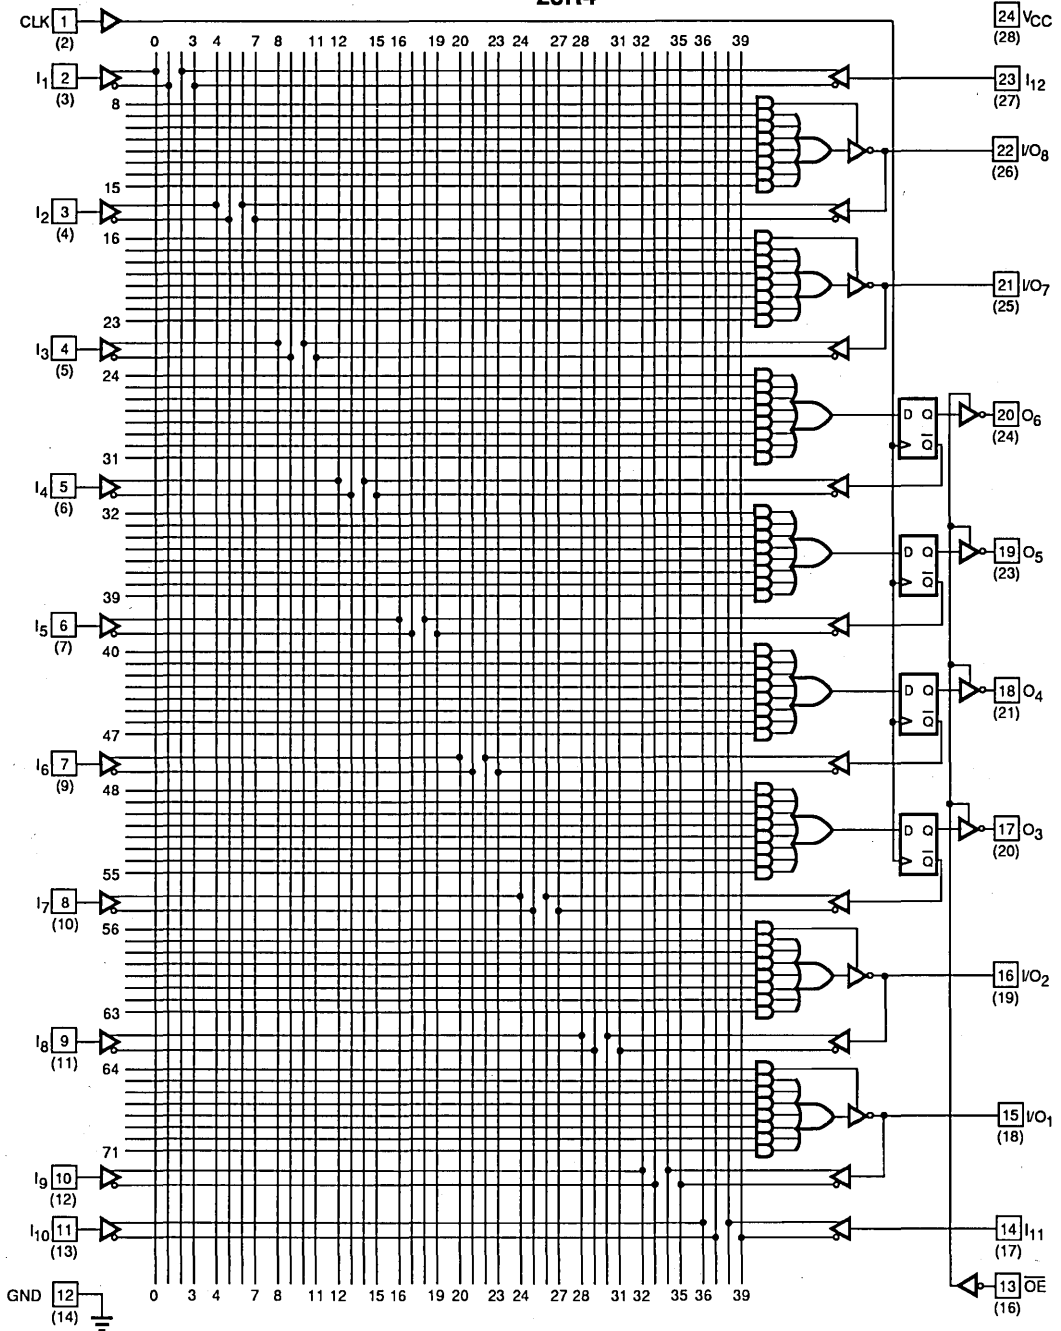 CLK 1
(2)
24 VCC
(28)
0 3 4 7 8 11 12 15 16 19 20 23 24 27 28 31 32 35 36 39
I1 2
(3)
23 I12
(27)
8
22 I/O8
(26)
15
I2 3
(4)
16
21 I/O7
(25)
23
I3 4
(5)
24
D Q
Q̅
20 O6
(24)
31
I4 5
(6)
32
D Q
Q̅
19 O5
(23)
39
I5 6
(7)
40
D Q
Q̅
18 O4
(21)
47
I6 7
(9)
48
D Q
Q̅
17 O3
(20)
55
I7 8
(10)
56
16 I/O2
(19)
63
I8 9
(11)
64
15 I/O1
(18)
71
I9 10
(12)
I10 11
(13)
14 I11
(17)
GND 12
(14)
0 3 4 7 8 11 12 15 16 19 20 23 24 27 28 31 32 35 36 39
13 O̅E̅
(16)